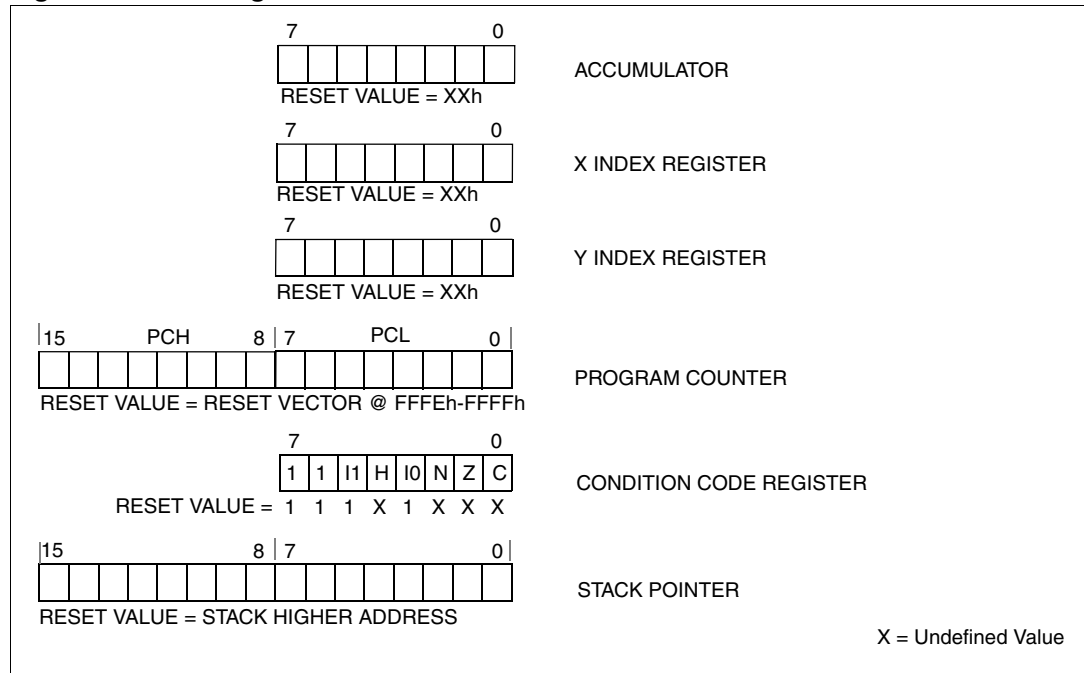 7 0
ACCUMULATOR
RESET VALUE = XXh
7 0
X INDEX REGISTER
RESET VALUE = XXh
7 0
Y INDEX REGISTER
RESET VALUE = XXh
15 PCH 8 7 PCL 0
PROGRAM COUNTER
RESET VALUE = RESET VECTOR @ FFFEh-FFFFh
7 0
1 1 I1 H I0 N Z C
CONDITION CODE REGISTER
RESET VALUE = 1 1 1 X 1 X X X
15 8 7 0
STACK POINTER
RESET VALUE = STACK HIGHER ADDRESS
X = Undefined Value